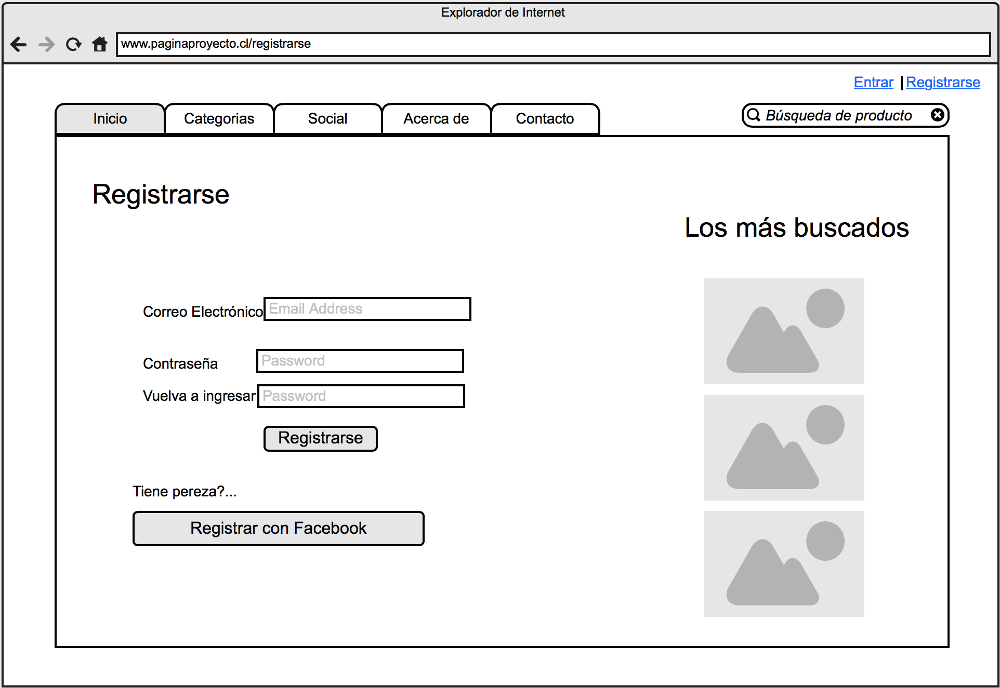 Explorador de Internet
www.paginaproyecto.cl/registrarse
Entrar | Registrarse
Inicio Categorias Social Acerca de Contacto Búsqueda de producto
Registrarse
Los más buscados
Correo Electrónico Email Address
Contraseña Password
Vuelva a ingresar Password
Registrarse
Tiene pereza?...
Registrar con Facebook